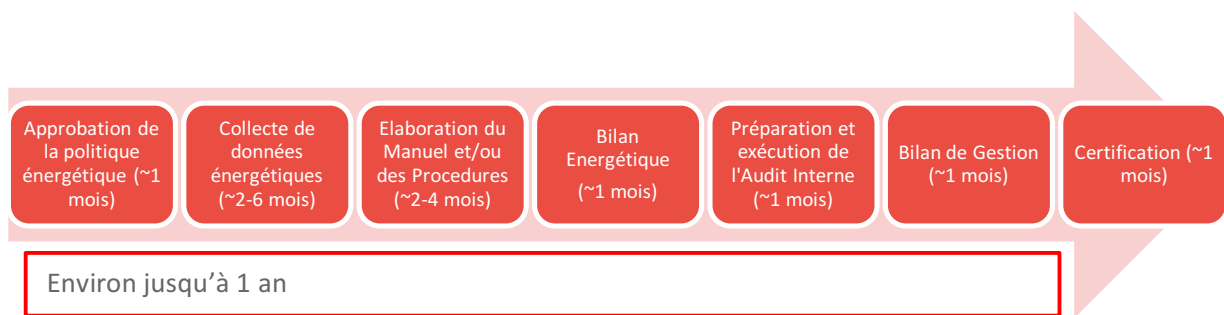 Approbation de
la politique
énergétique (~1
mois)
Collecte de
données
énergétiques
(~2-6 mois)
Elaboration du
Manuel et/ou
des Procedures
(~2-4 mois)
Bilan
Energétique
(~1 mois)
Préparation et
exécution de
l'Audit Interne
(~1 mois)
Bilan de Gestion
(~1 mois)
Certification (~1
mois)
Environ jusqu’à 1 an